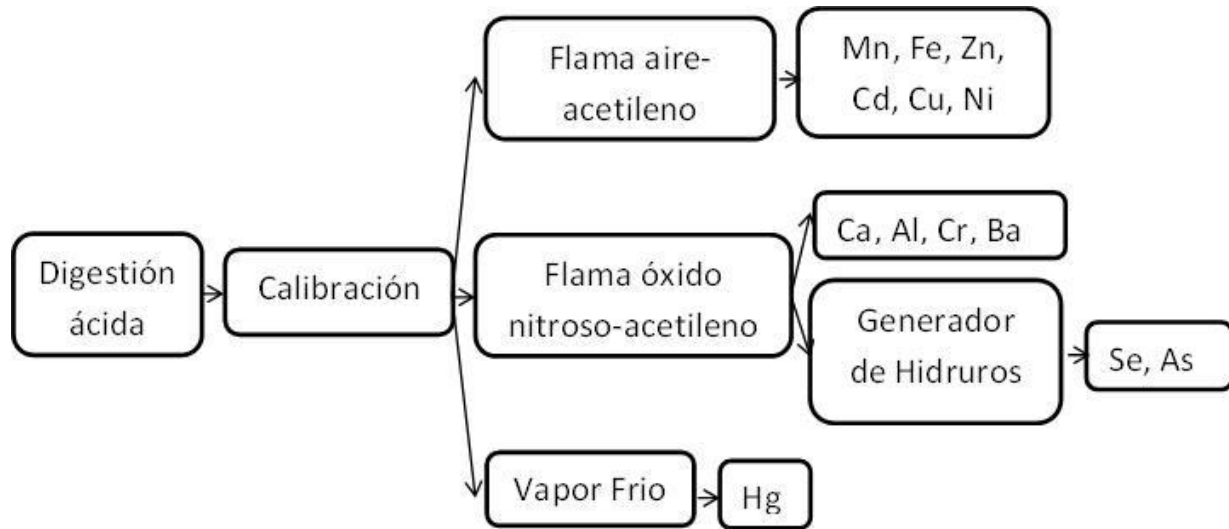 Digestión
ácida
Calibración
Flama aire-
acetileno
Mn, Fe, Zn,
Cd, Cu, Ni
Flama óxido
nitroso-acetileno
Ca, Al, Cr, Ba
Generador
de Hidruros
Se, As
Vapor Frio
Hg